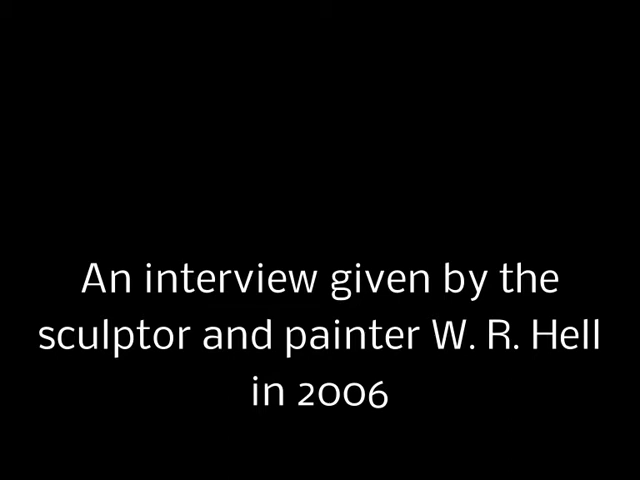 An interview given by the
sculptor and painter W. R. Hell
in 2006